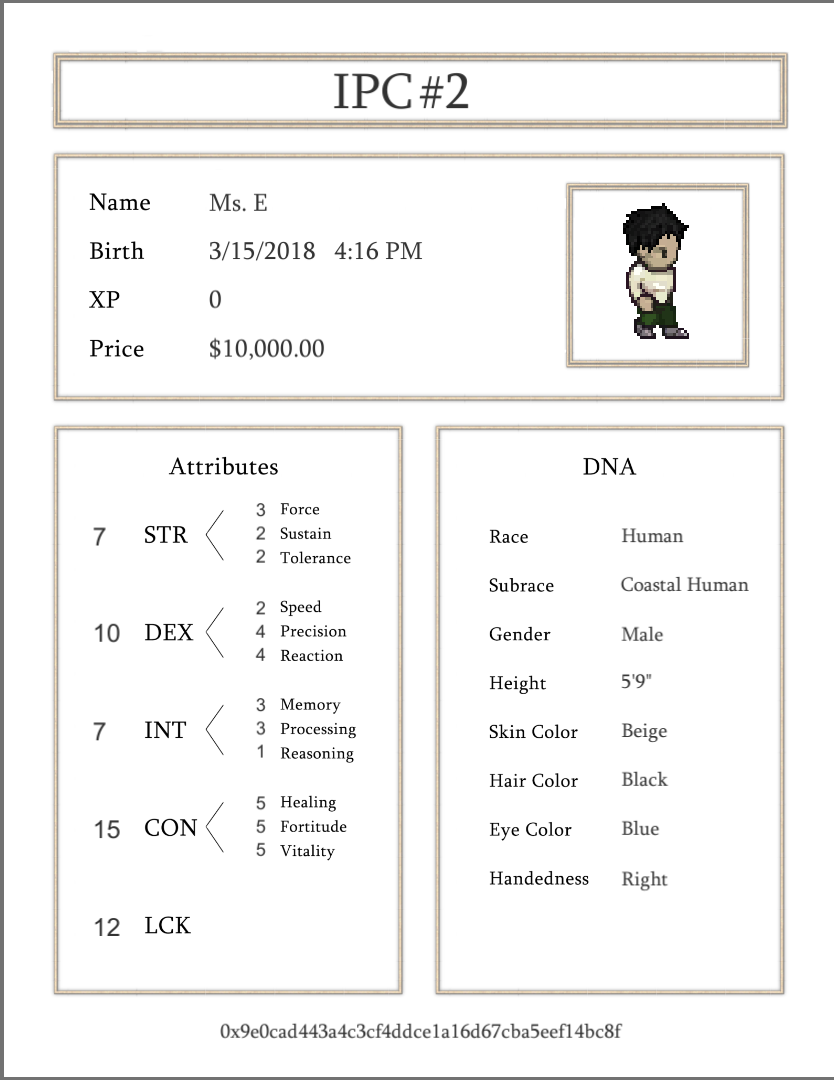 IPC#2
Name Ms. E
Birth 3/15/2018 4:16 PM
XP 0
Price $10,000.00
Attributes
7 STR
3 Force
2 Sustain
2 Tolerance
10 DEX
2 Speed
4 Precision
4 Reaction
7 INT
3 Memory
3 Processing
1 Reasoning
15 CON
5 Healing
5 Fortitude
5 Vitality
12 LCK
DNA
Race Human
Subrace Coastal Human
Gender Male
Height 5'9"
Skin Color Beige
Hair Color Black
Eye Color Blue
Handedness Right
0x9e0cad443a4c3cf4ddce1a16d67cba5eef14bc8f